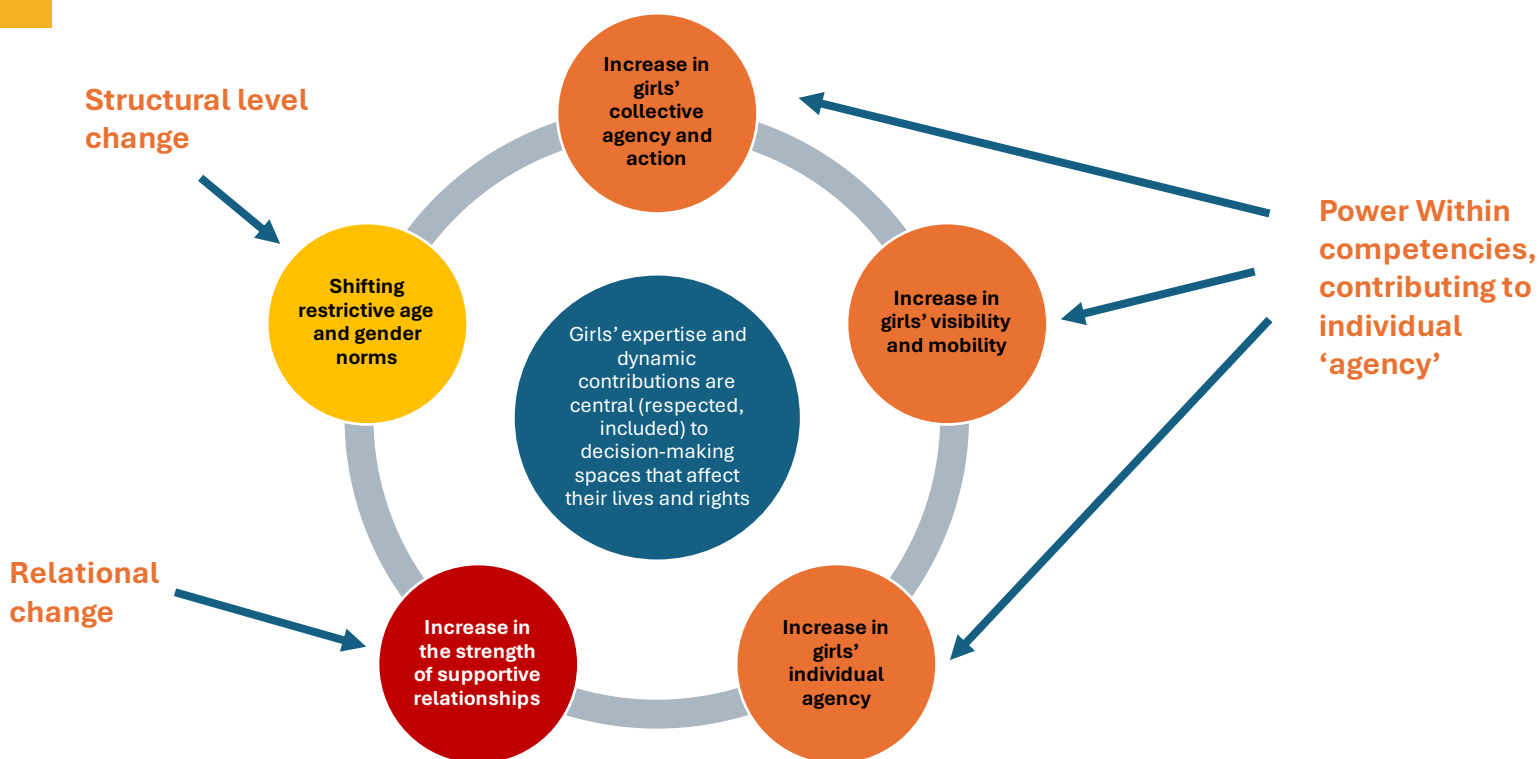 Increase in
girls'
collective
agency and
action
Structural level
change
Power Within
competencies,
contributing to
individual
‘agency’
Shifting
restrictive age
and gender
norms
Increase in
girls’ visibility
and mobility
Girls’ expertise and
dynamic
contributions are
central (respected,
included) to
decision-making
spaces that affect
their lives and rights
Relational
change
Increase in
the strength
of supportive
relationships
Increase in
girls’
individual
agency